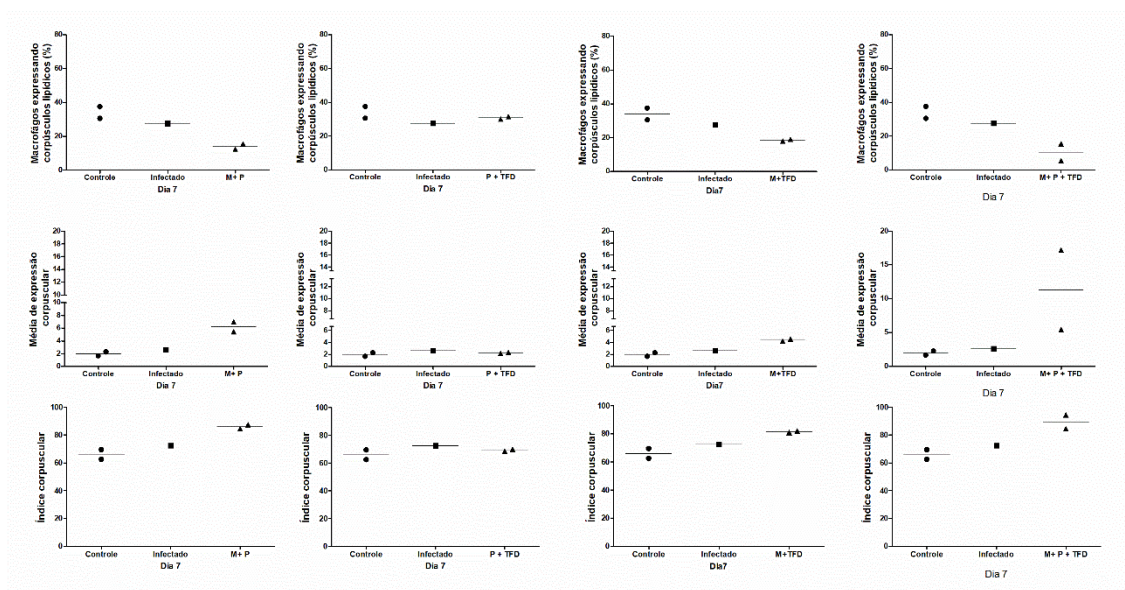 Macrofágos expressando
corpúsculos lipídicos (%)
80
60
40
20
0
Controle Infectado M+ P
Dia 7
Macrofágos expressando
corpúsculos lipídicos (%)
80
60
40
20
0
Controle Infectado P + TFD
Dia 7
Macrofágos expressando
corpúsculos lipídicos (%)
80
60
40
20
0
Controle Infectado M+TFD
Dia7
Macrofágos expressando
corpúsculos lipídicos (%)
80
60
40
20
0
Controle Infectado M+ P + TFD
Dia 7
Média de expressão
corpuscular
20
18
16
14
12
10
10
8
6
4
2
0
Controle Infectado M+ P
Dia 7
Média de expressão
corpuscular
20
18
16
14
12
10
8
6
4
2
0
Controle Infectado P + TFD
Dia 7
Média de expressão
corpuscular
20
18
16
14
12
10
8
6
4
2
0
Controle Infectado M+TFD
Dia7
Média de expressão
corpuscular
20
15
10
5
0
Controle Infectado M+ P + TFD
Dia 7
Índice corpuscular
100
80
60
40
20
0
Controle Infectado M+ P
Dia 7
Índice corpuscular
100
80
60
40
20
0
Controle Infectado P + TFD
Dia 7
Índice corpuscular
100
80
60
40
20
0
Controle Infectado M+TFD
Dia7
Índice corpuscular
100
80
60
40
20
0
Controle Infectado M+ P + TFD
Dia 7